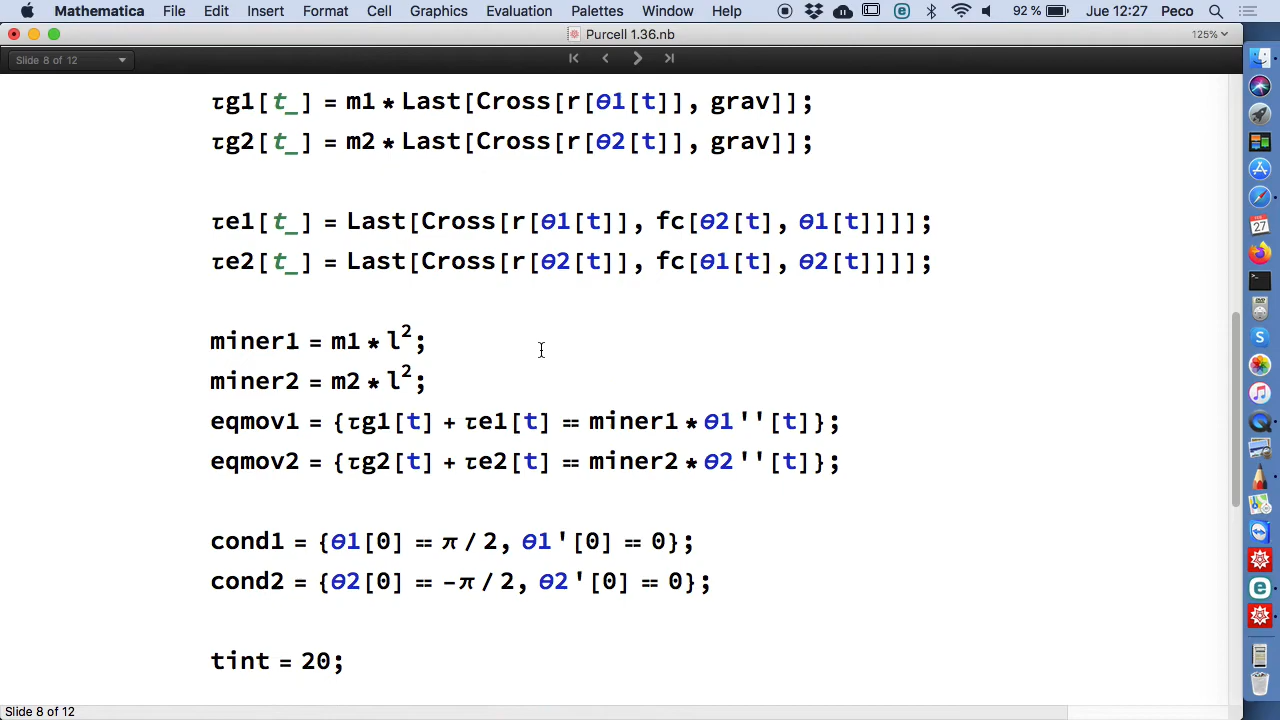 Mathematica File Edit Insert Format Cell Graphics Evaluation Palettes Window Help 92 % Jue 12:27 Peco
Purcell 1.36.nb 125%
Slide 8 of 12
τg1[t_] = m1 * Last[Cross[r[θ1[t]], grav]];
τg2[t_] = m2 * Last[Cross[r[θ2[t]], grav]];
τe1[t_] = Last[Cross[r[θ1[t]], fc[θ2[t], θ1[t]]]];
τe2[t_] = Last[Cross[r[θ2[t]], fc[θ1[t], θ2[t]]]];
miner1 = m1 * l²;
miner2 = m2 * l²;
eqmov1 = {τg1[t] + τe1[t] == miner1 * θ1''[t]};
eqmov2 = {τg2[t] + τe2[t] == miner2 * θ2''[t]};
cond1 = {θ1[0] == π / 2, θ1'[0] == 0};
cond2 = {θ2[0] == -π / 2, θ2'[0] == 0};
tint = 20;
Slide 8 of 12